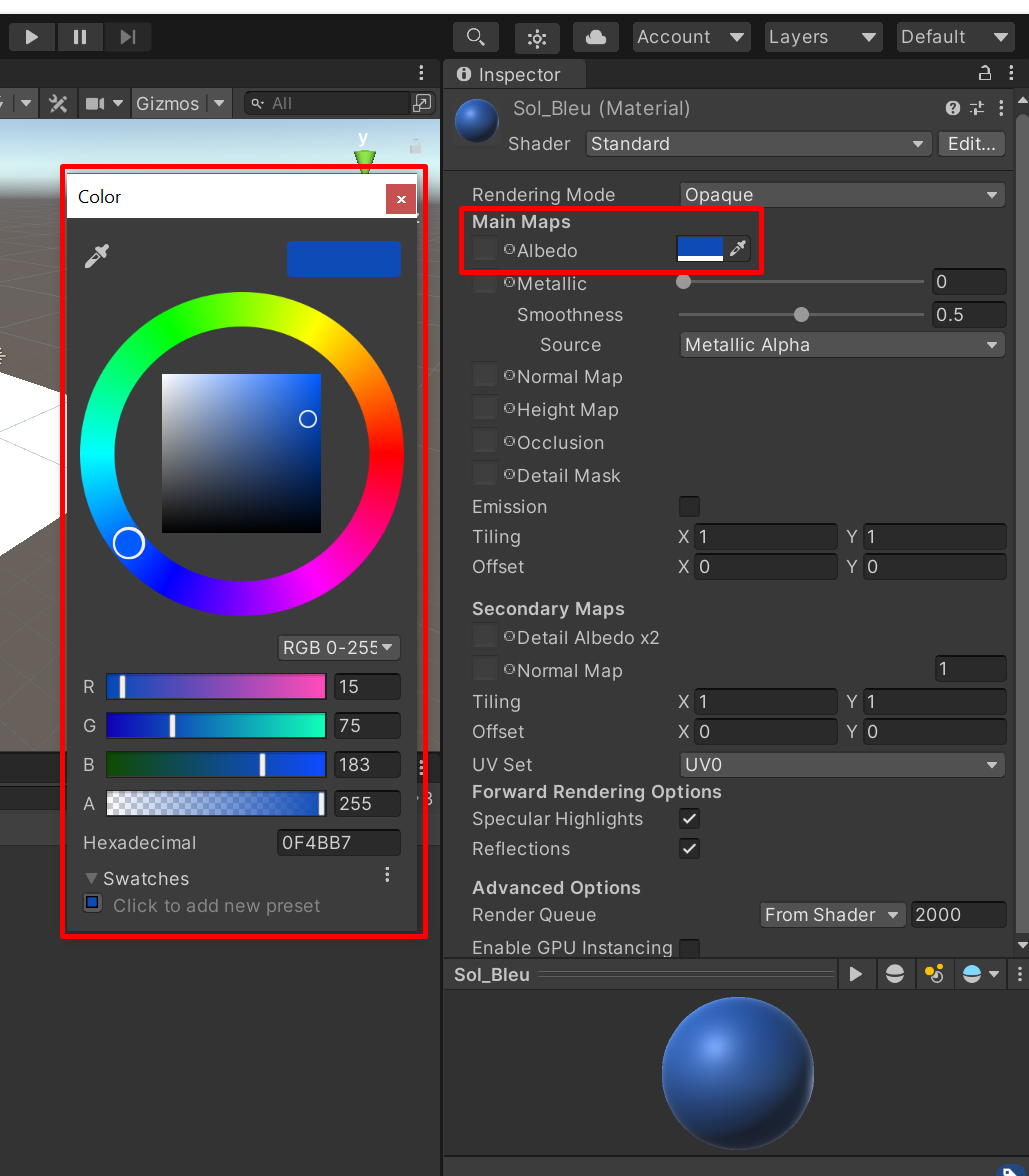 Account
Layers
Default
Inspector
Gizmos
All
Sol_Bleu (Material)
Shader
Standard
Edit...
y
Color
Rendering Mode
Opaque
Main Maps
Albedo
Metallic
0
Smoothness
0.5
Source
Metallic Alpha
Normal Map
Height Map
Occlusion
Detail Mask
Emission
Tiling
X 1
Y 1
Offset
X 0
Y 0
Secondary Maps
Detail Albedo x2
Normal Map
1
Tiling
X 1
Y 1
Offset
X 0
Y 0
UV Set
UV0
Forward Rendering Options
Specular Highlights
Reflections
Advanced Options
Render Queue
From Shader
2000
Enable GPU Instancing
Sol_Bleu
RGB 0-255
R
15
G
75
B
183
A
255
Hexadecimal
0F4BB7
Swatches
Click to add new preset